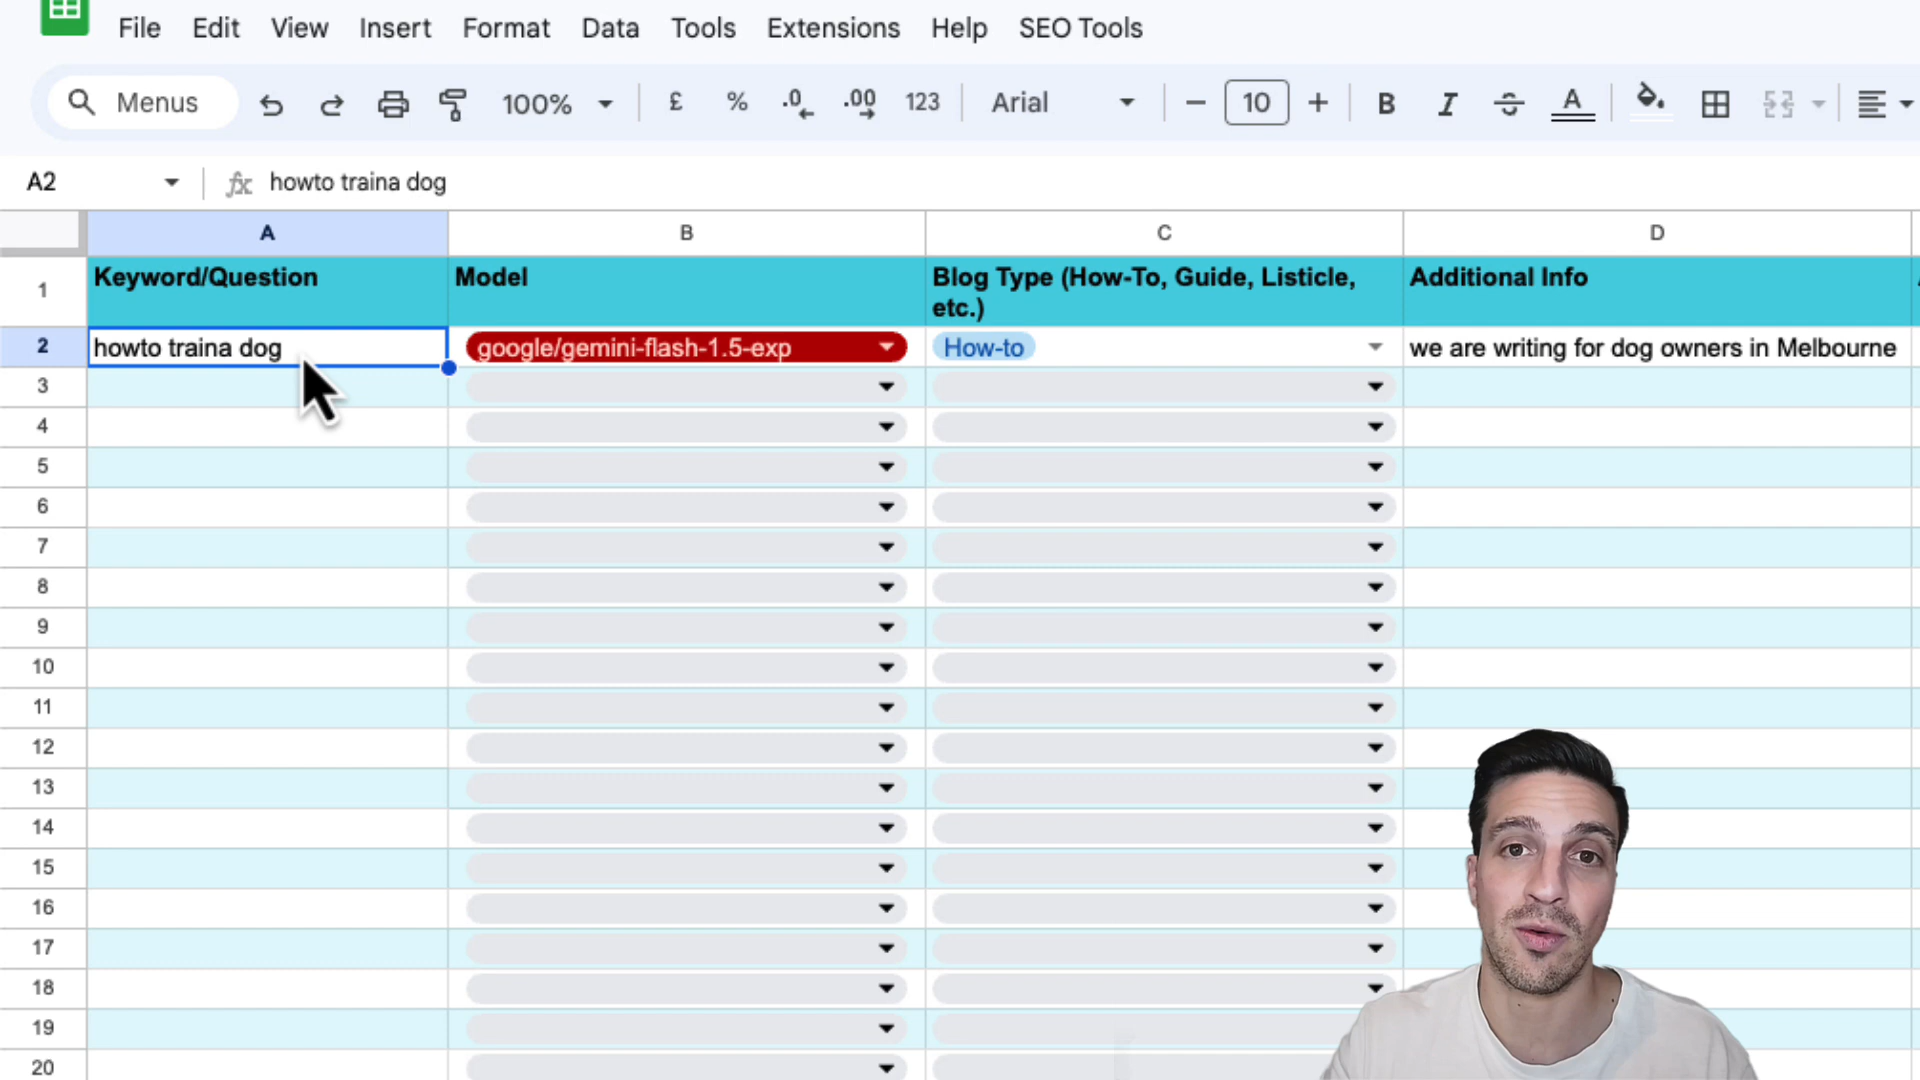 File Edit View Insert Format Data Tools Extensions Help SEO Tools
Menus 100% £ % .0 .00 123 Arial 10 B I A
A2 fx howto traina dog
A B C D
1 Keyword/Question Model Blog Type (How-To, Guide, Listicle, Additional Info
etc.)
2 howto traina dog google/gemini-flash-1.5-exp How-to we are writing for dog owners in Melbourne
3
4
5
6
7
8
9
10
11
12
13
14
15
16
17
18
19
20